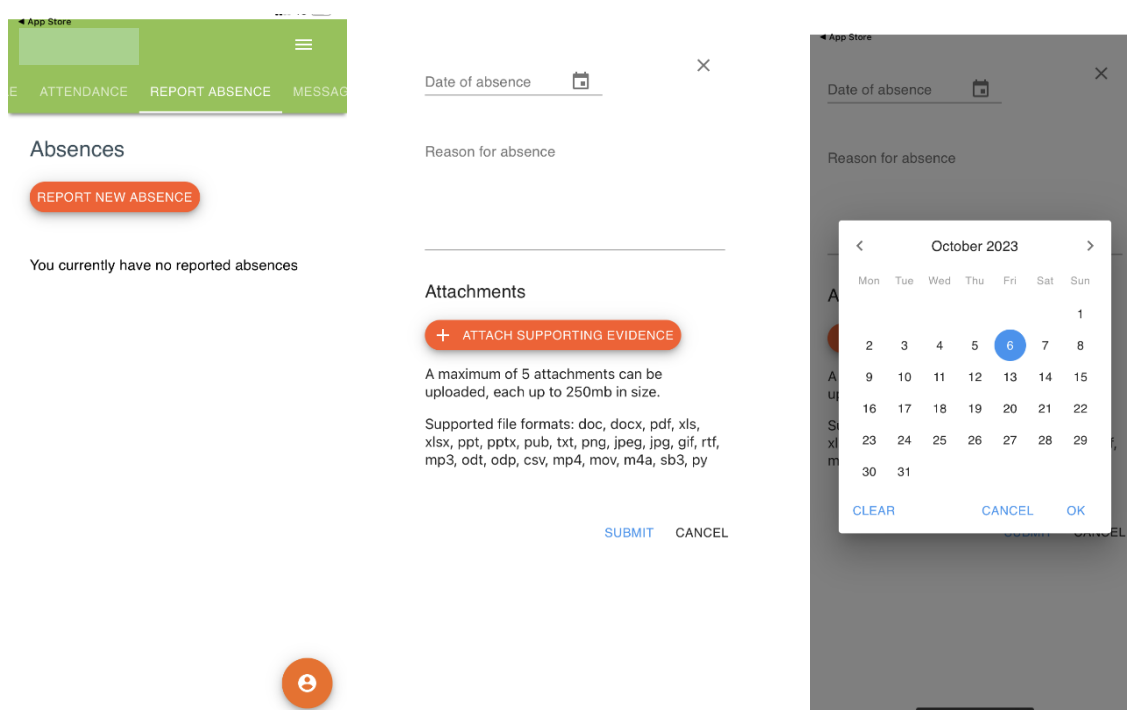 ◄ App Store
ATTENDANCE REPORT ABSENCE MESSAG
Absences
REPORT NEW ABSENCE
You currently have no reported absences
Date of absence
Reason for absence
Attachments
+ ATTACH SUPPORTING EVIDENCE
A maximum of 5 attachments can be
uploaded, each up to 250mb in size.
Supported file formats: doc, docx, pdf, xls,
xlsx, ppt, pptx, pub, txt, png, jpeg, jpg, gif, rtf,
mp3, odt, odp, csv, mp4, mov, m4a, sb3, py
SUBMIT CANCEL
◄ App Store
Date of absence
Reason for absence
October 2023
Mon Tue Wed Thu Fri Sat Sun
1
2 3 4 5 6 7 8
9 10 11 12 13 14 15
16 17 18 19 20 21 22
23 24 25 26 27 28 29
30 31
CLEAR CANCEL OK